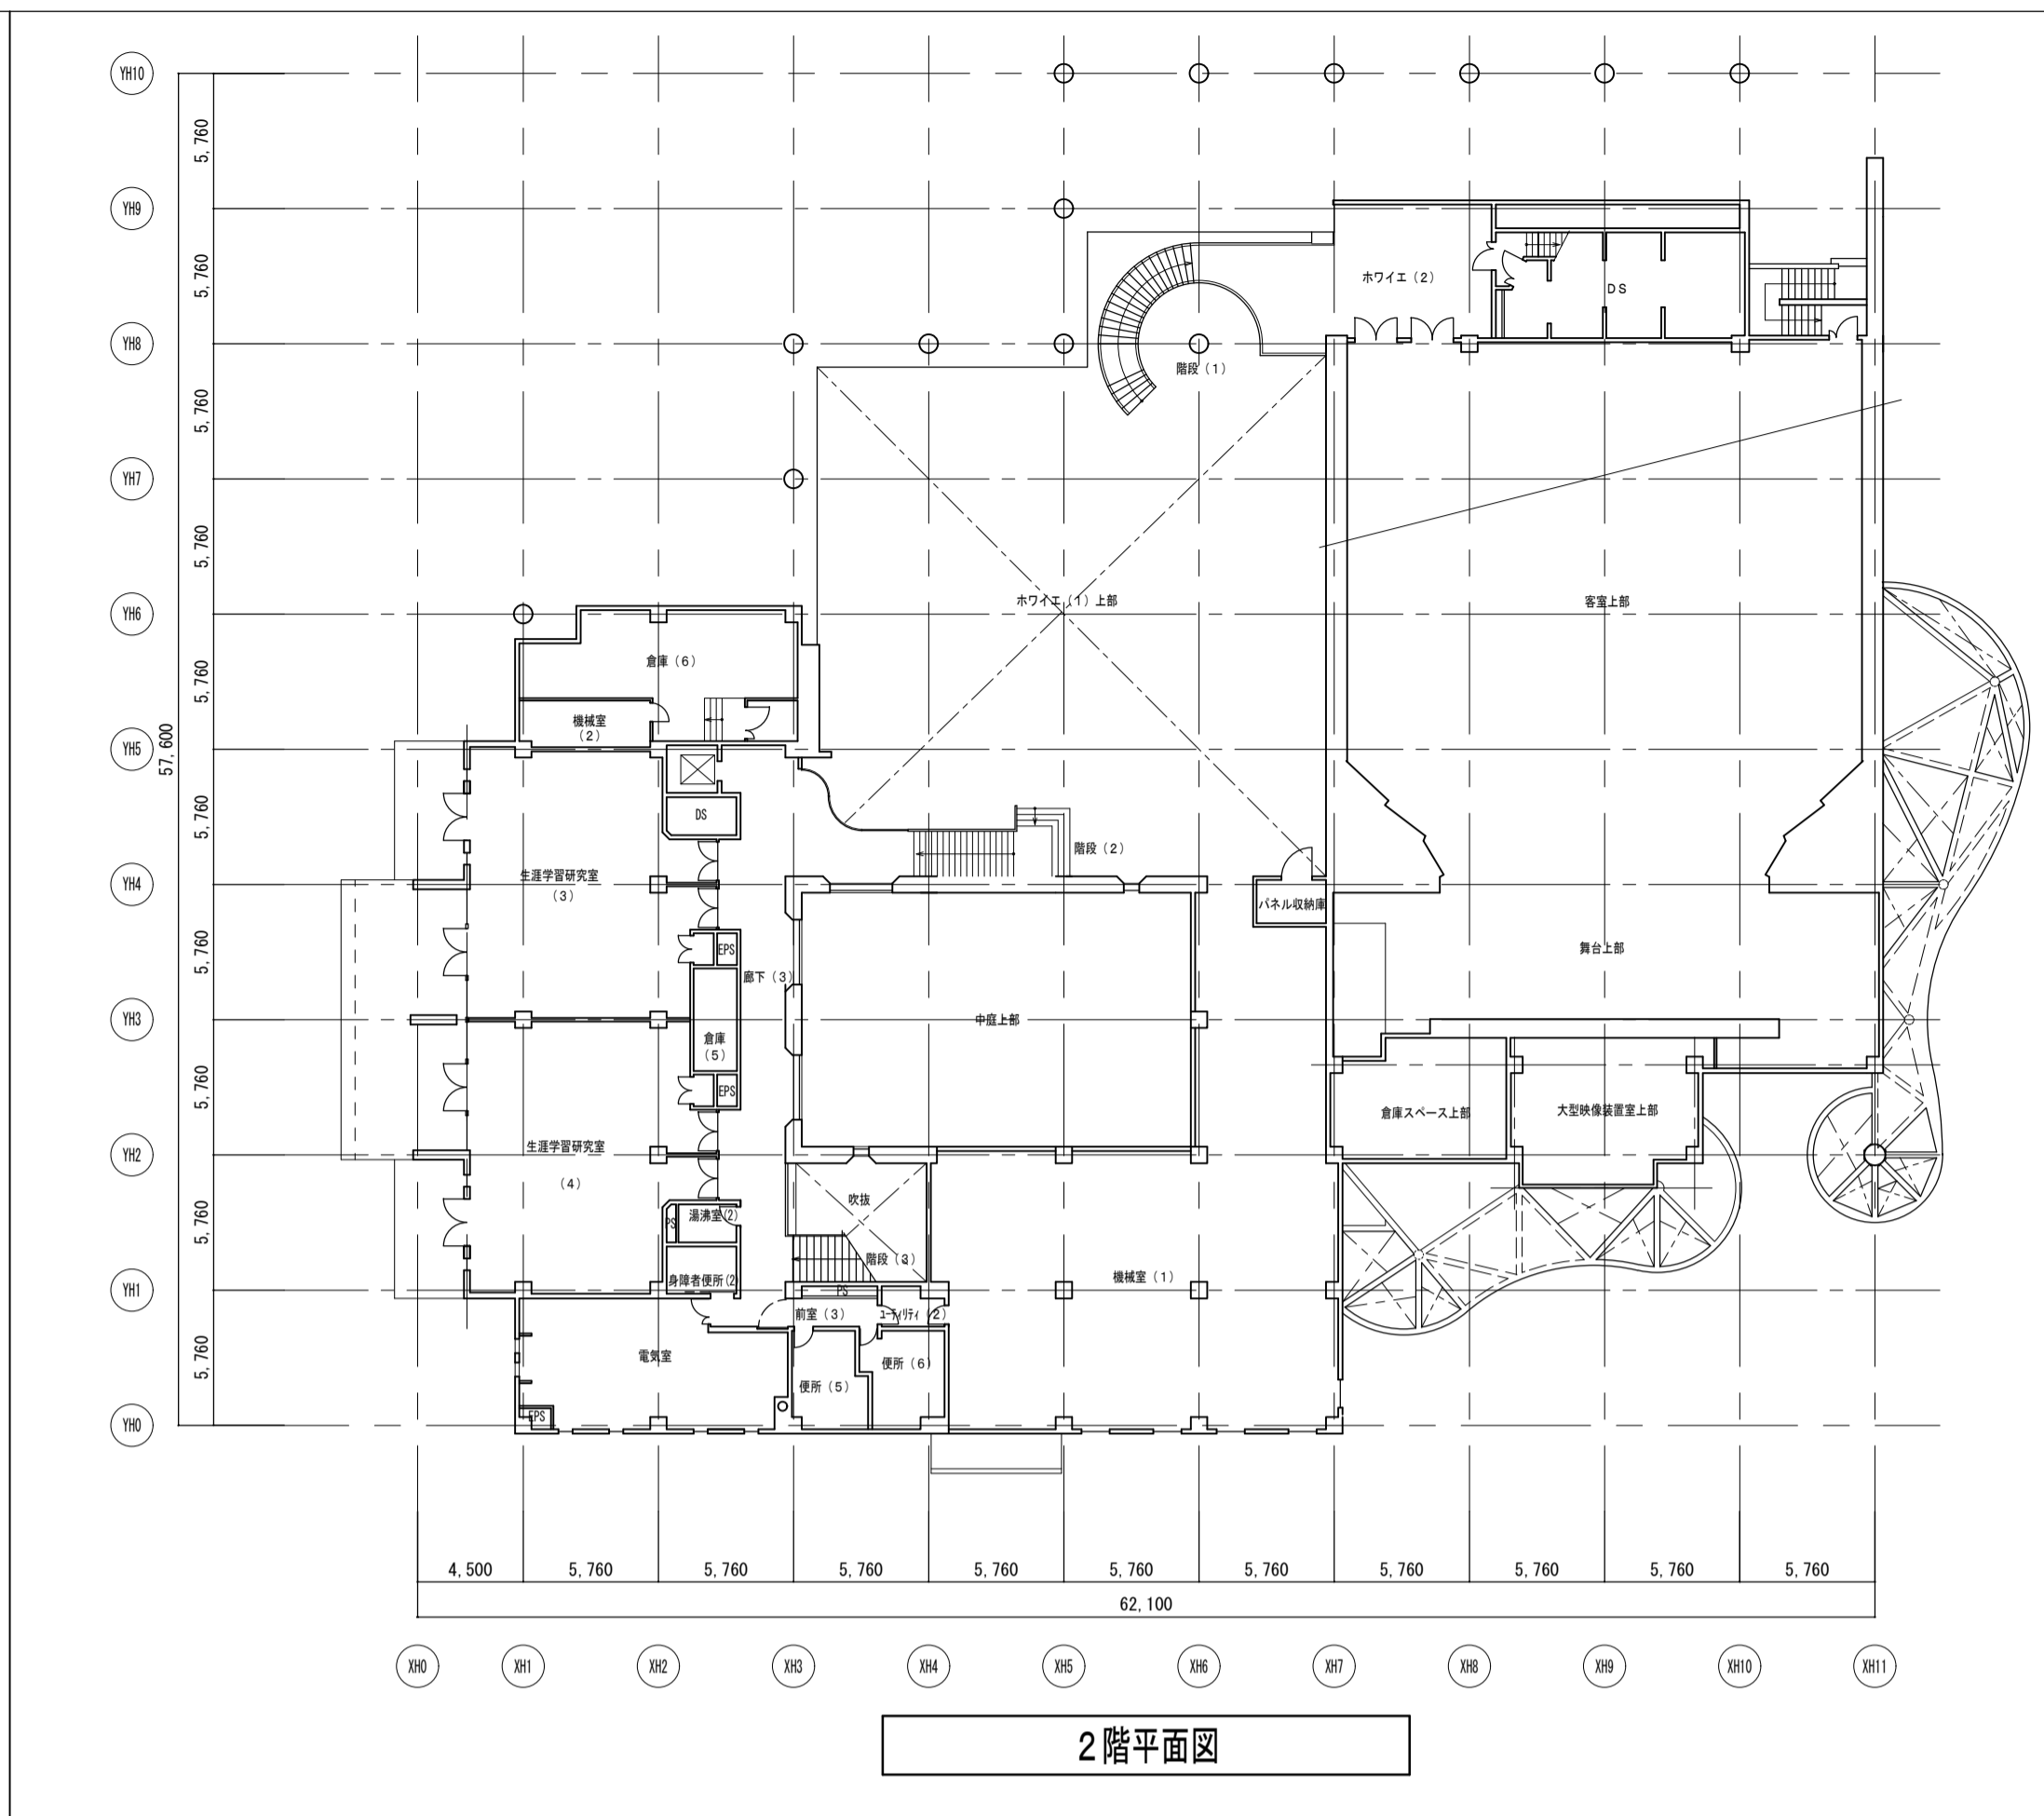 YH10
5,760
YH9
5,760
ホワイエ(2)
DS
YH8
階段(1)
5,760
YH7
5,760
ホワイエ(1)上部
客室上部
YH6
倉庫(6)
5,760
機械室
(2)
57,600
YH5
5,760
DS
階段(2)
生涯学習研究室
(3)
YH4
パネル収納庫
5,760
EPS
廊下(3)
舞台上部
YH3
中庭上部
倉庫
(5)
5,760
EPS
倉庫スペース上部
大型映像装置室上部
生涯学習研究室
(4)
YH2
吹抜
5,760
PS
湯沸室(2)
階段(3)
身障者便所(2)
機械室(1)
YH1
PS
前室(3)
ユーティリティ(2)
5,760
電気室
便所(5)
便所(6)
EPS
YH0
4,500 5,760 5,760 5,760 5,760 5,760 5,760 5,760 5,760 5,760 5,760
62,100
XH0 XH1 XH2 XH3 XH4 XH5 XH6 XH7 XH8 XH9 XH10 XH11
2階平面図